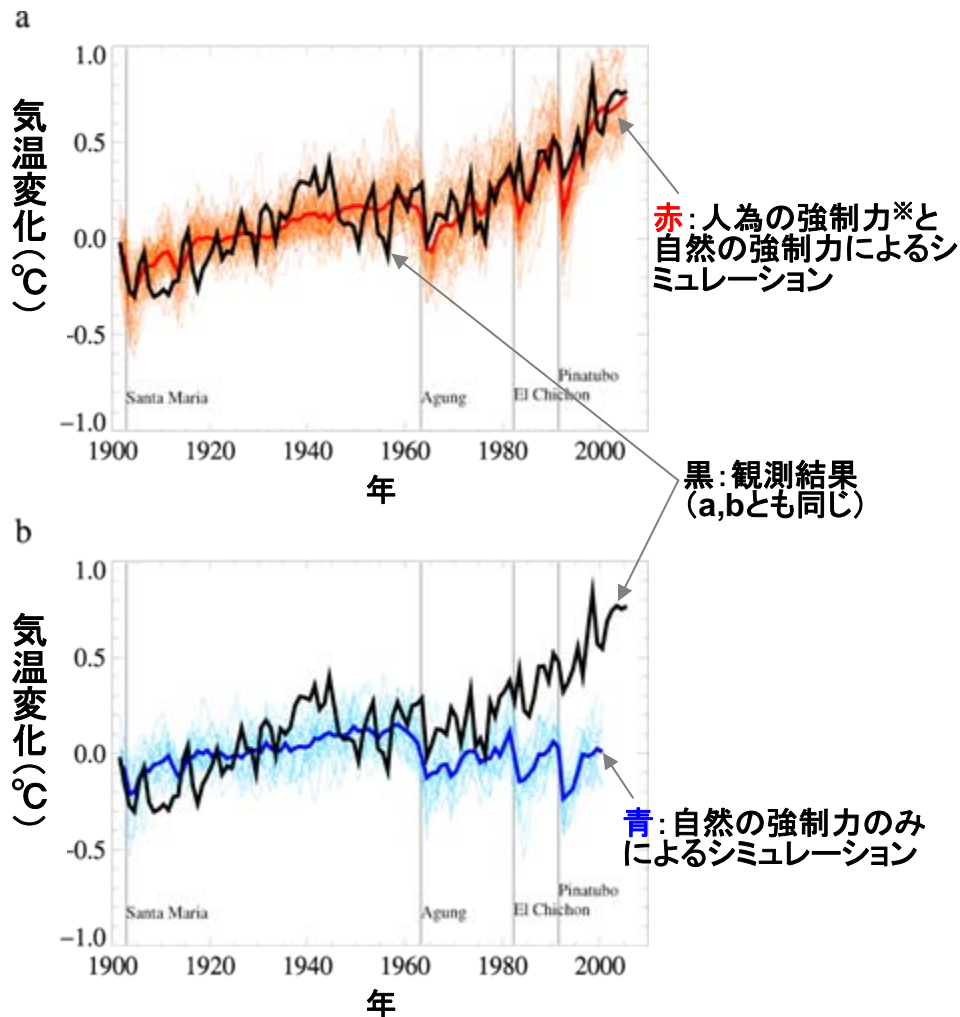 a
気温変化(℃)
1.0
0.5
0.0
-0.5
−1.0
Santa Maria
Agung
El Chichon
Pinatubo
1900 1920 1940 1960 1980 2000
年
赤：人為の強制力※と
自然の強制力によるシ
ミュレーション
黒：観測結果
（a,bとも同じ）
b
気温変化(℃)
1.0
0.5
0.0
-0.5
−1.0
Santa Maria
Agung
El Chichon
Pinatubo
1900 1920 1940 1960 1980 2000
年
青：自然の強制力のみ
によるシミュレーション